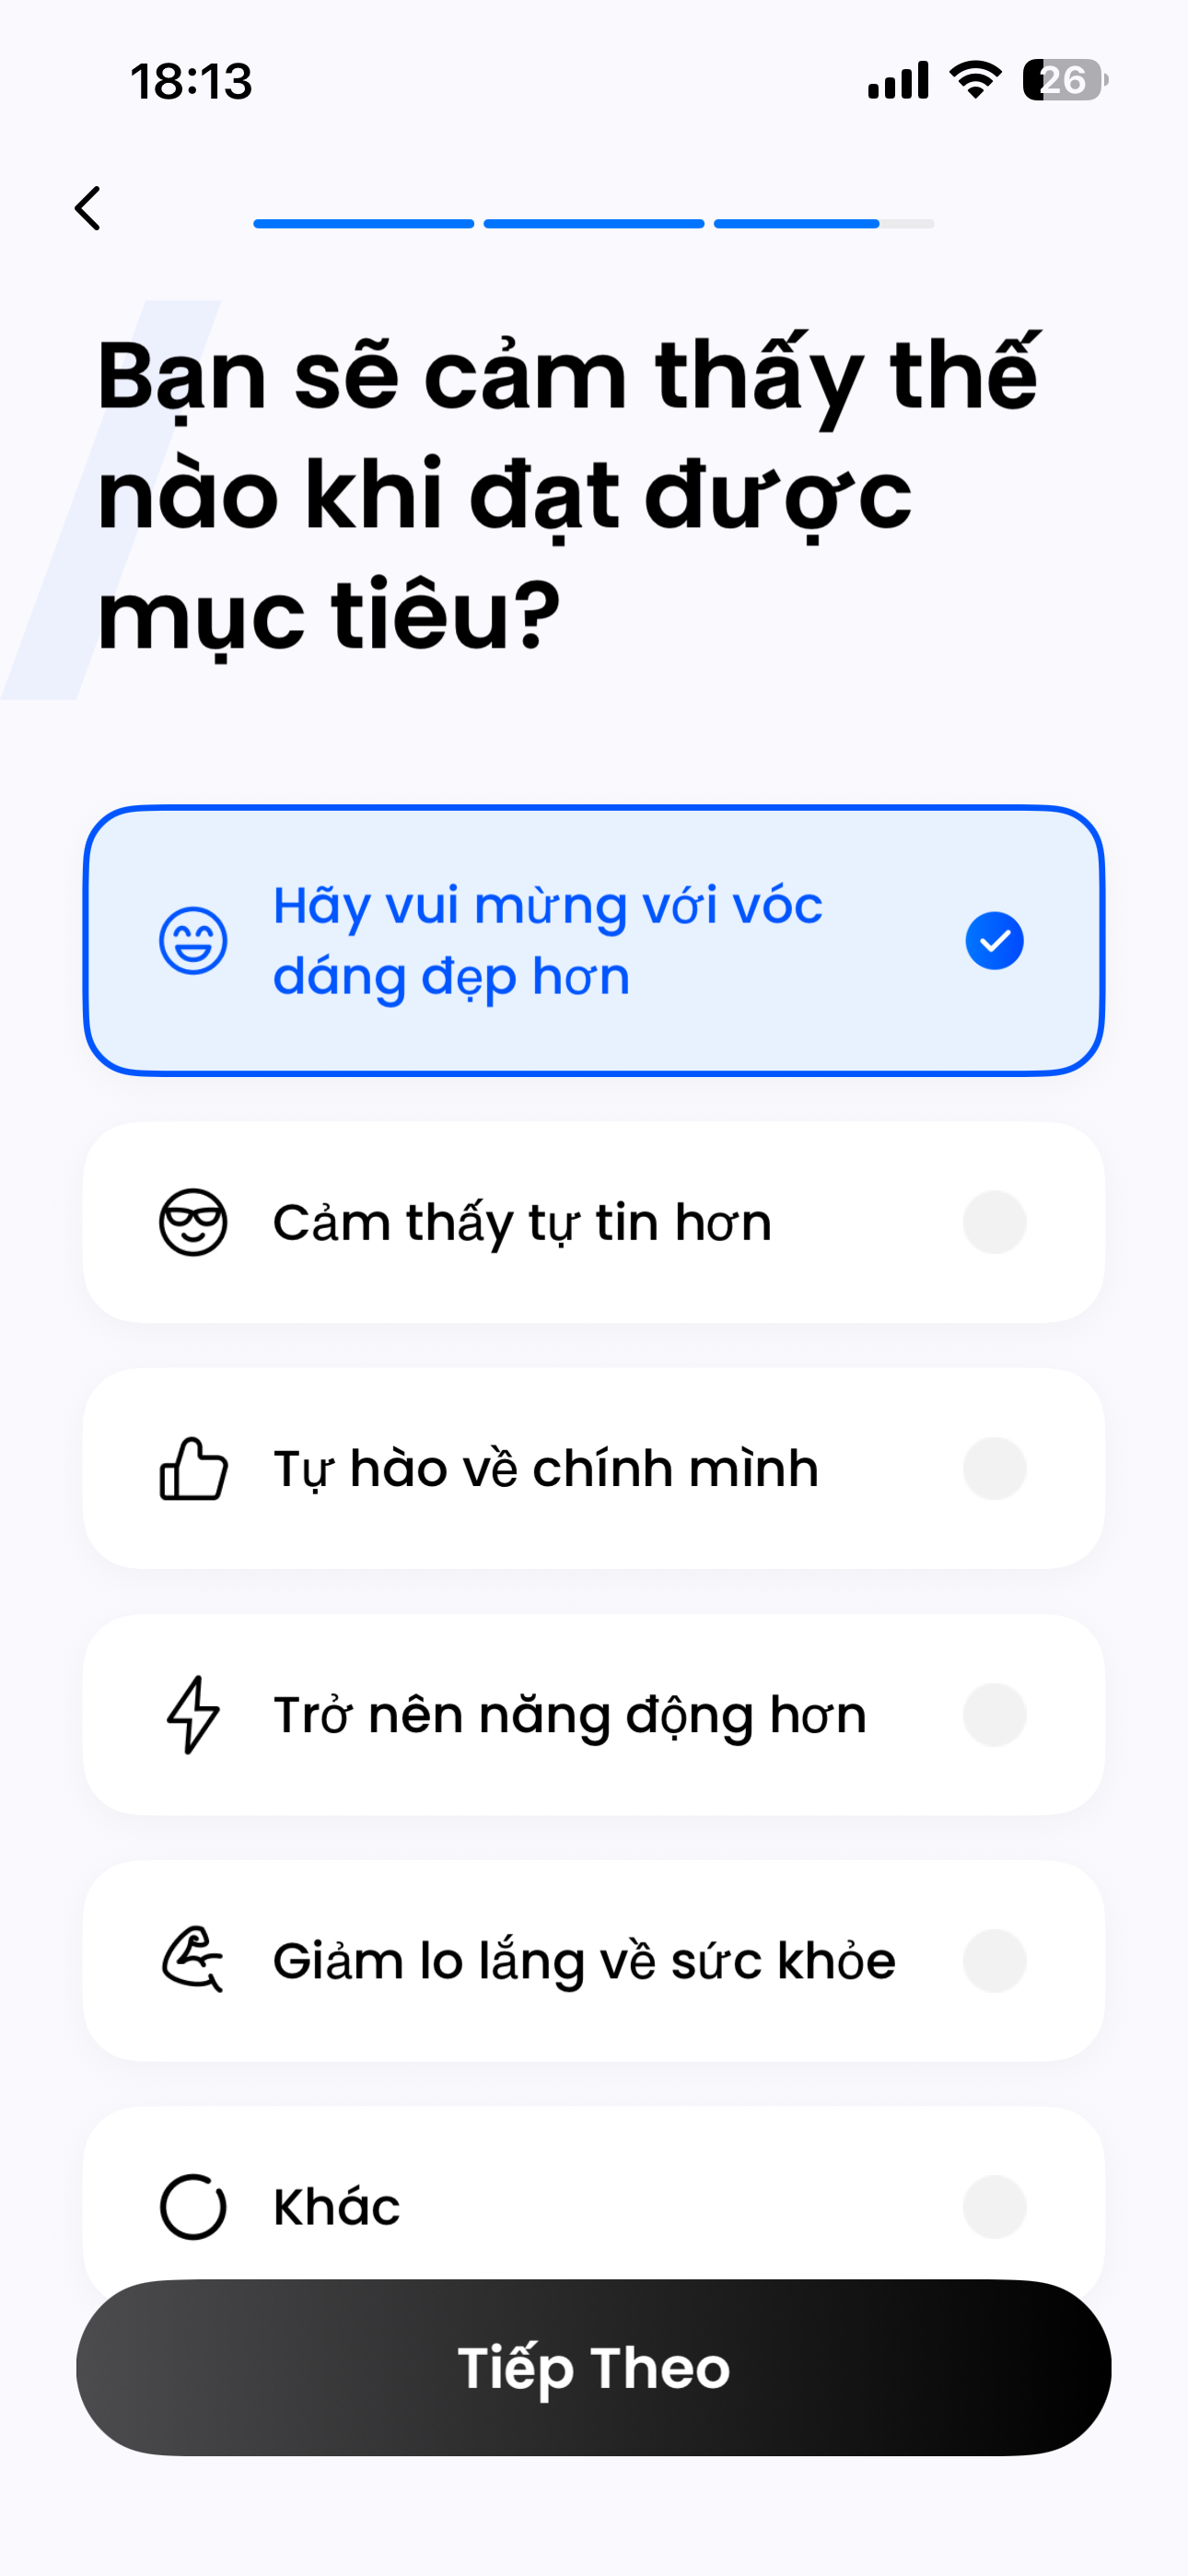 18:13
26
Bạn sẽ cảm thấy thế
nào khi đạt được
mục tiêu?
Hãy vui mừng với vóc
dáng đẹp hơn
Cảm thấy tự tin hơn
Tự hào về chính mình
Trở nên năng động hơn
Giảm lo lắng về sức khỏe
Khác
Tiếp Theo